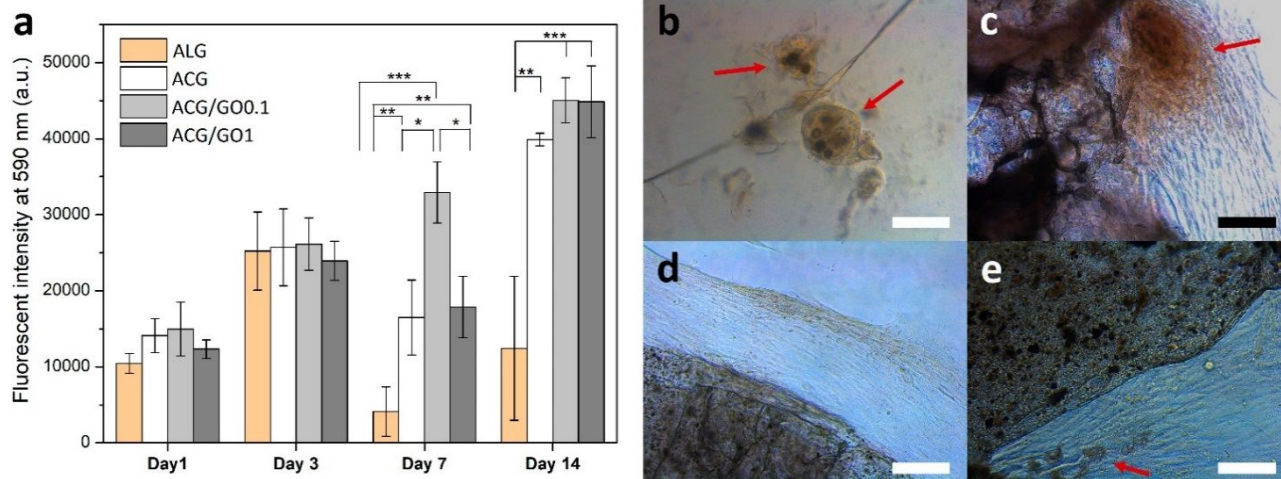 a
ALG
ACG
ACG/GO0.1
ACG/GO1
Fluorescent intensity at 590 nm (a.u.)
50000
40000
30000
20000
10000
0
***
**
**
*
*
***
**
Day1
Day 3
Day 7
Day 14
b
c
d
e